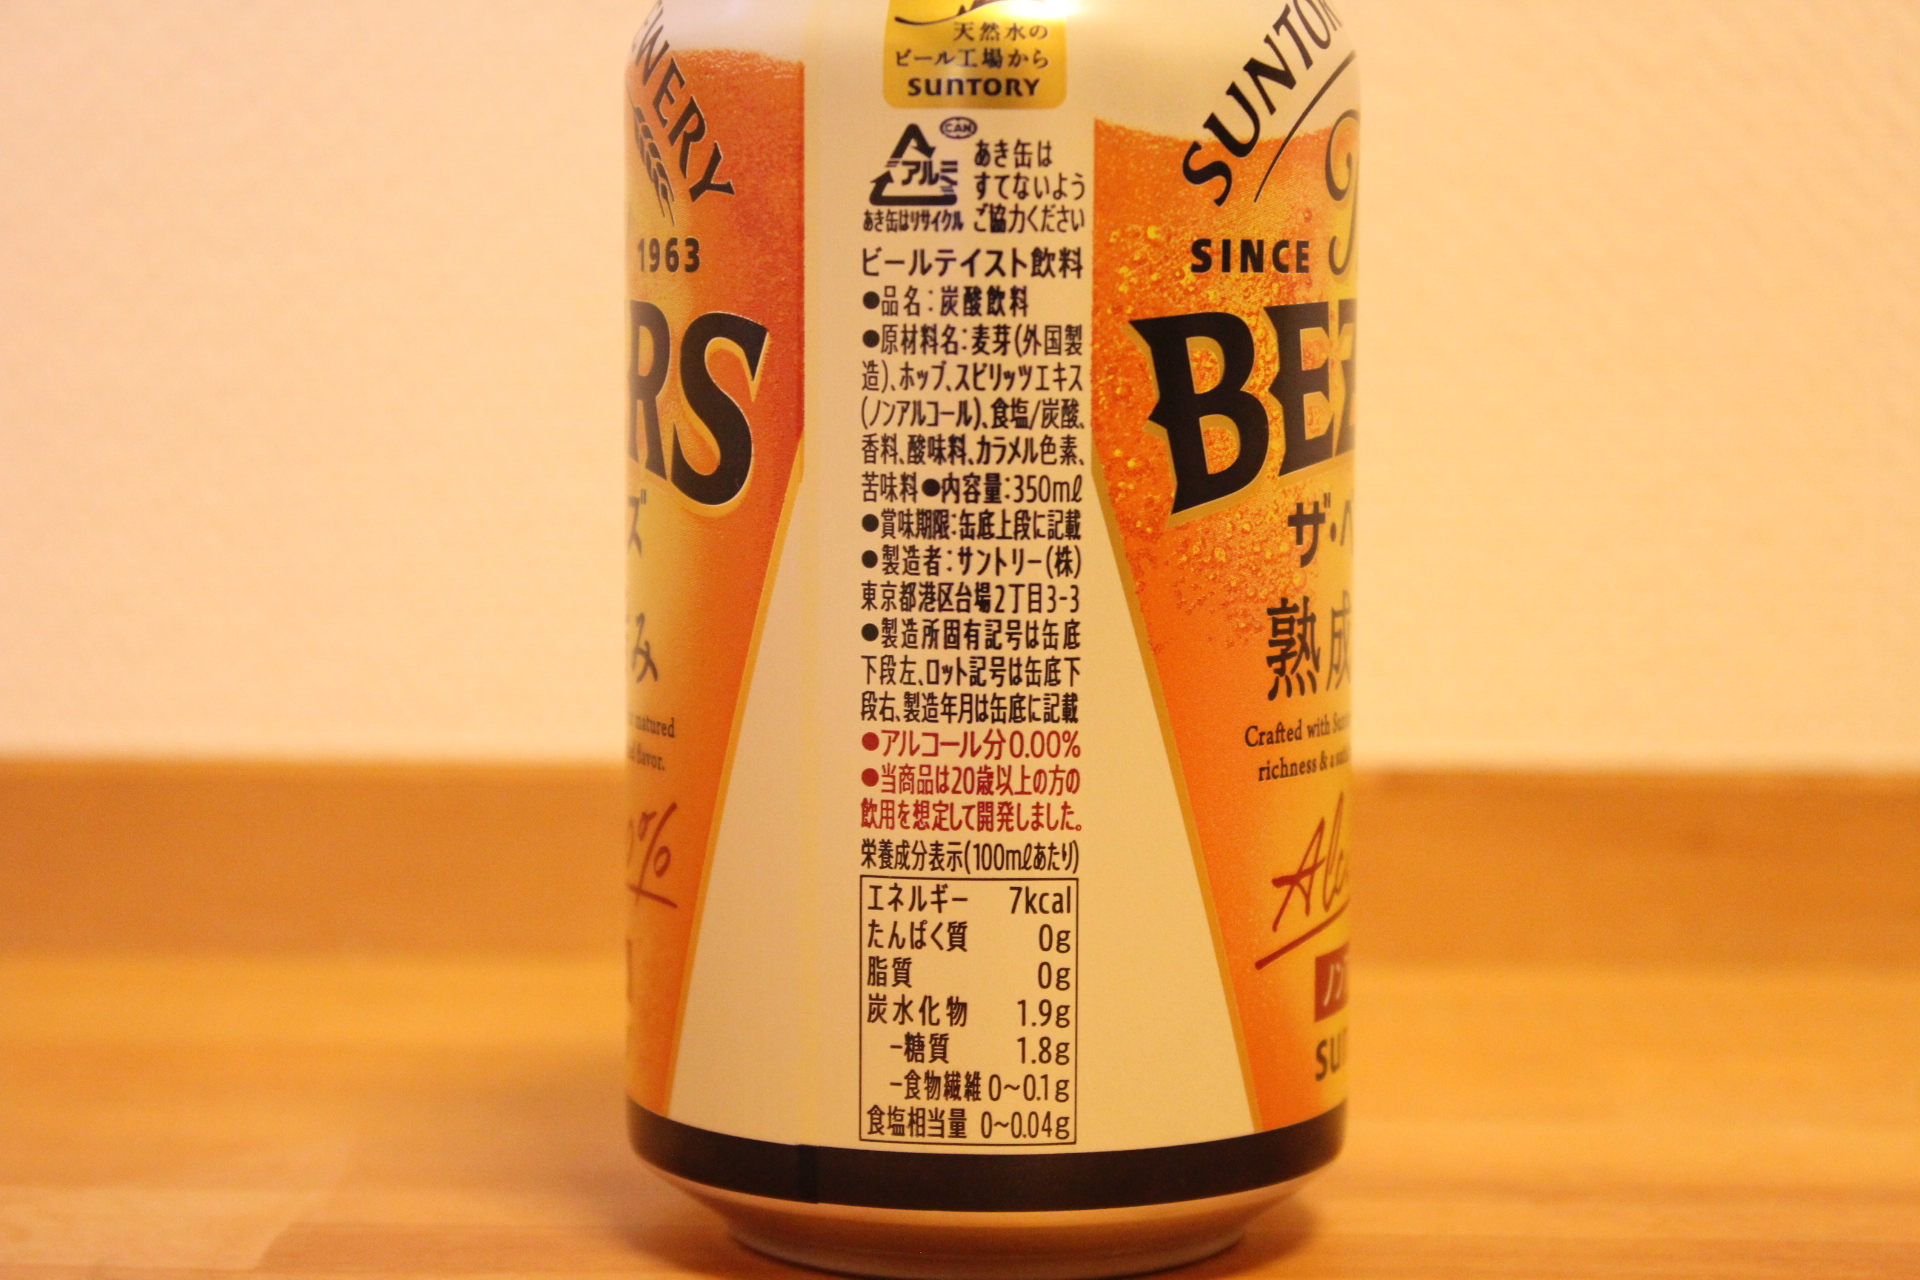 天然水の
ビール工場から
SUNTORY
CAN
アルミ
あき缶はリサイクル
あき缶は
すてないよう
ご協力ください
ビールテイスト飲料
●品名：炭酸飲料
●原材料名：麦芽(外国製
造)、ホップ、スピリッツエキス
(ノンアルコール)、食塩/炭酸、
香料、酸味料、カラメル色素、
苦味料●内容量：350mℓ
●賞味期限：缶底上段に記載
●製造者：サントリー(株)
東京都港区台場2丁目3-3
●製造所固有記号は缶底
下段左、ロット記号は缶底下
段右、製造年月は缶底に記載
●アルコール分0.00%
●当商品は20歳以上の方の
飲用を想定して開発しました。
栄養成分表示(100mℓあたり)
エネルギー 7kcal
たんぱく質 0g
脂質 0g
炭水化物 1.9g
−糖質 1.8g
−食物繊維 0～0.1g
食塩相当量 0～0.04g
1963
SUNTORY
SINCE
ザ・ベ
熟成
Crafted with
richness & a
matured
flavor.